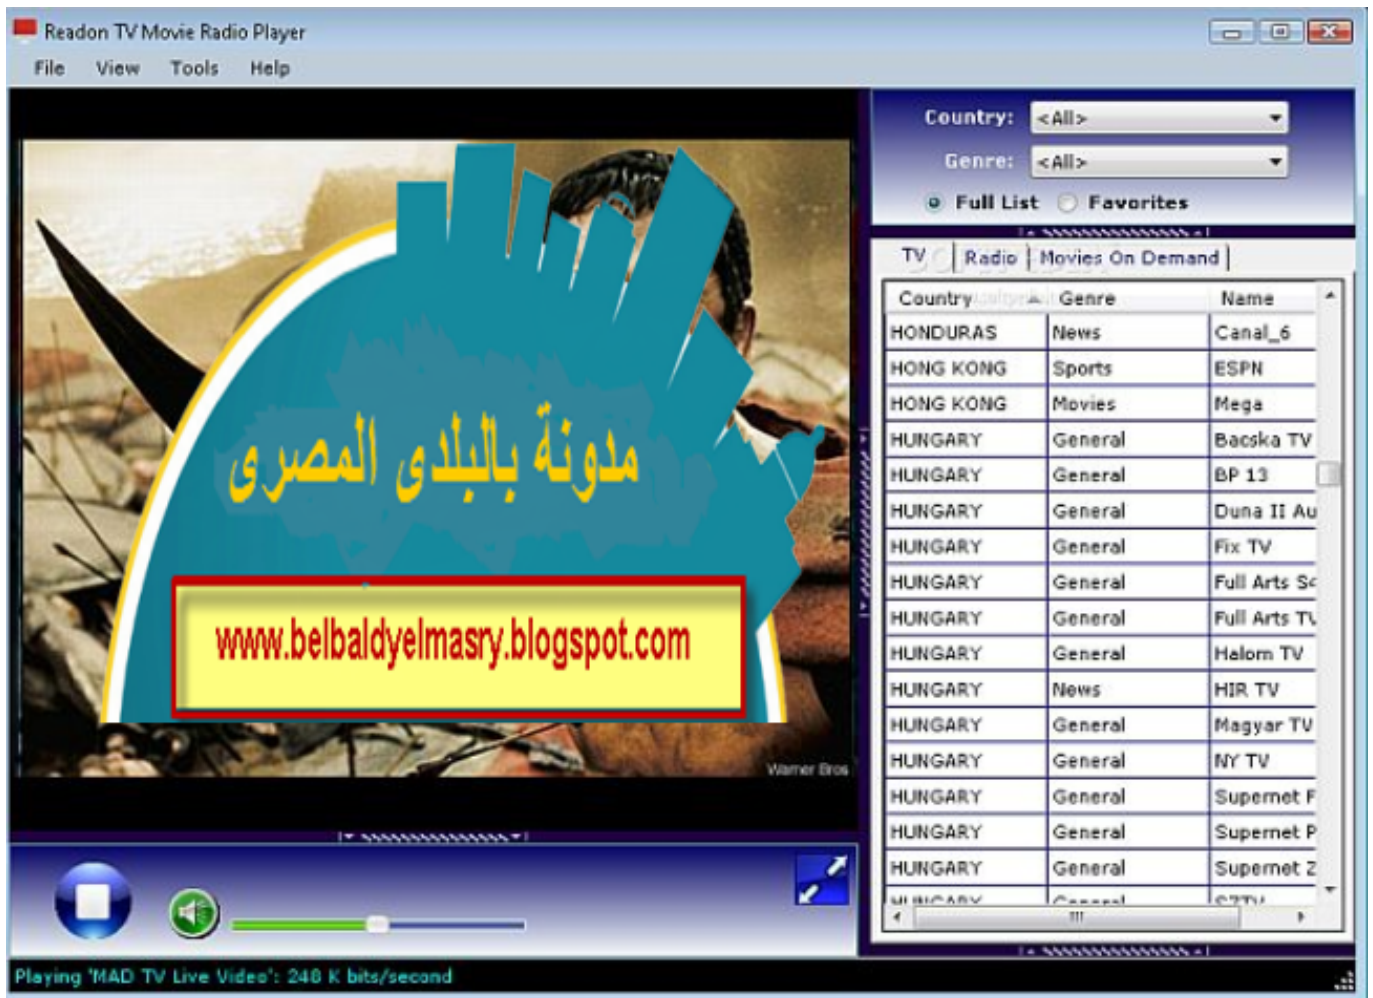 Readon TV Movie Radio Player
File View Tools Help
Country: <All>
Genre: <All>
Full List Favorites
TV Radio Movies On Demand
Country Genre Name
HONDURAS News Canal_6
HONG KONG Sports ESPN
HONG KONG Movies Mega
HUNGARY General Bacska TV
HUNGARY General BP 13
HUNGARY General Duna II Au
HUNGARY General Fix TV
HUNGARY General Full Arts S
HUNGARY General Full Arts TV
HUNGARY General Halom TV
HUNGARY News HIR TV
HUNGARY General Magyar TV
HUNGARY General NY TV
HUNGARY General Supernet F
HUNGARY General Supernet P
HUNGARY General Supernet Z
HUNGARY General SZTV
مدونة بالبلدى المصرى
www.belbaldyelmasry.blogspot.com
Warner Bros
Playing 'MAD TV Live Video': 248 K bits/second